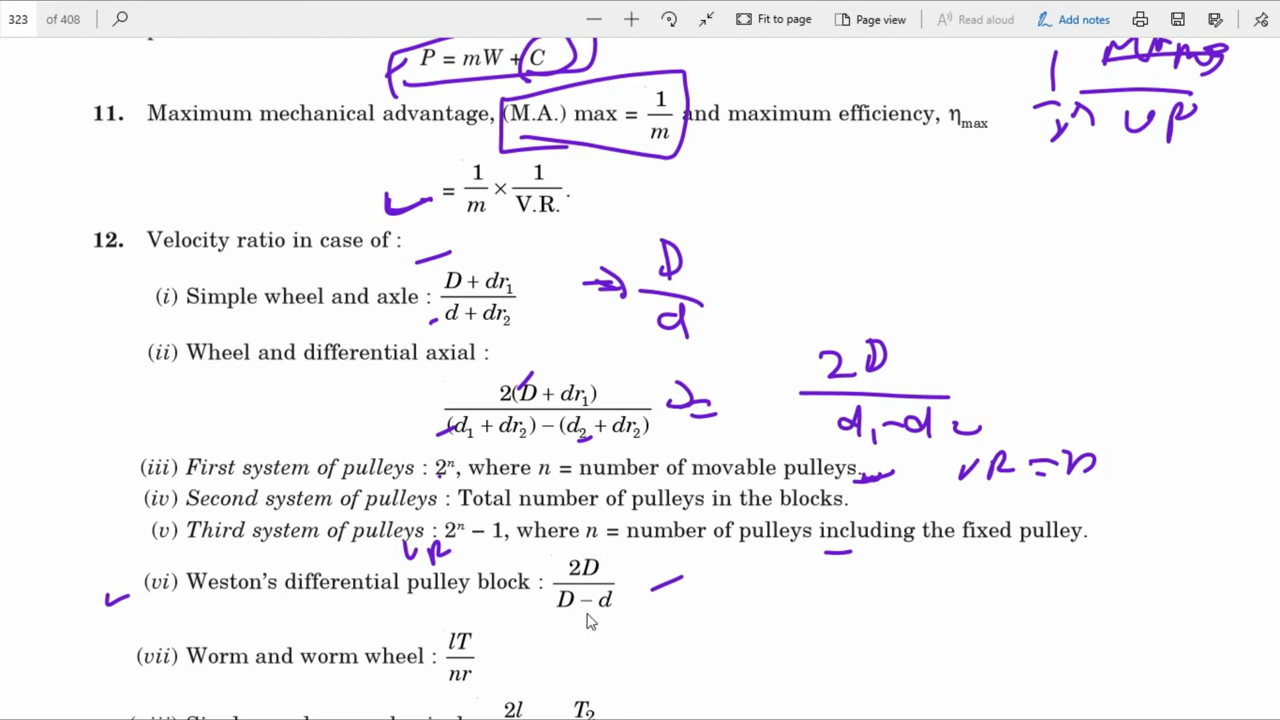 323 of 408 Fit to page Page view Read aloud Add notes
P = mW + C
11. Maximum mechanical advantage, (M.A.) max = 1/m and maximum efficiency, ηmax
= 1/m × 1/V.R.
12. Velocity ratio in case of :
(i) Simple wheel and axle : D + dr₁ / d + dr₂ D/d
(ii) Wheel and differential axial :
2(D + dr₁) / (d₁ + dr₂) – (d₂ + dr₂) = 2D / d₁ - d₂
(iii) First system of pulleys : 2ⁿ, where n = number of movable pulleys. VR = n
(iv) Second system of pulleys : Total number of pulleys in the blocks.
(v) Third system of pulleys : 2ⁿ – 1, where n = number of pulleys including the fixed pulley.
VR
(vi) Weston's differential pulley block : 2D / D – d
(vii) Worm and worm wheel : lT / nr
2l T₂